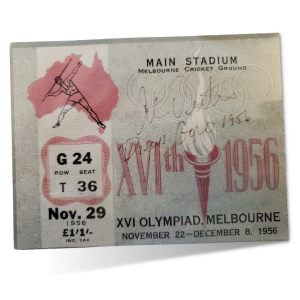 MAIN STADIUM
MELBOURNE CRICKET GROUND
1956
G 24
ROW SEAT
T 36
XVIth 1956
Nov. 29
1956
£1/1/-
INC. TAX
XVI OLYMPIAD, MELBOURNE
NOVEMBER 22–DECEMBER 8, 1956